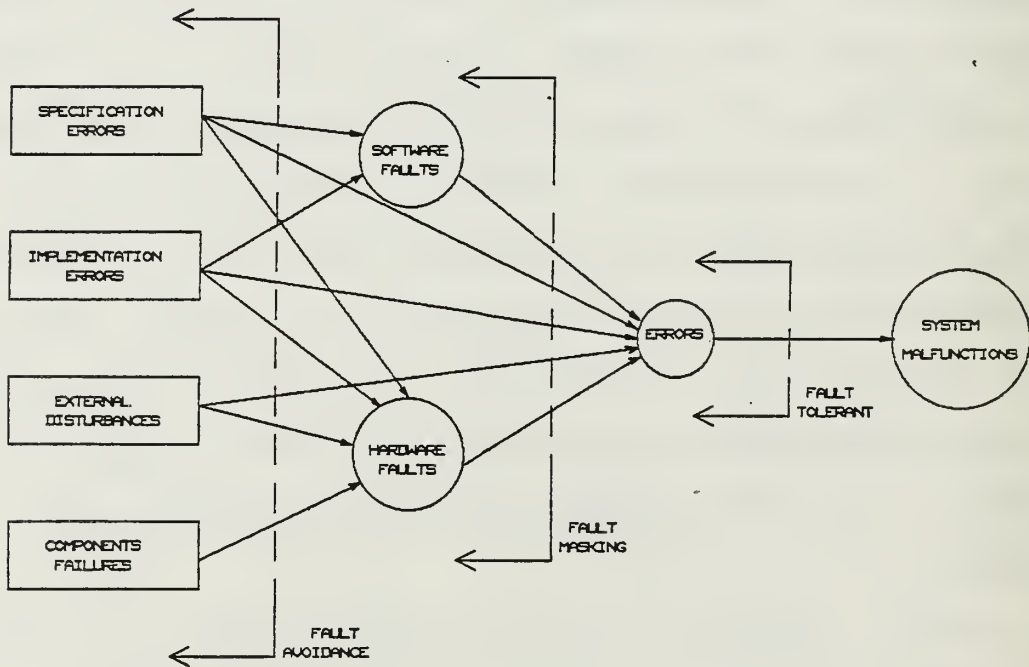 SPECIFICATION
ERRORS
SOFTWARE
FAULTS
IMPLEMENTATION
ERRORS
ERRORS
SYSTEM
MALFUNCTIONS
EXTERNAL
DISTURBANCES
FAULT
TOLERANT
HARDWARE
FAULTS
COMPONENTS
FAILURES
FAULT
MASKING
FAULT
AVOIDANCE